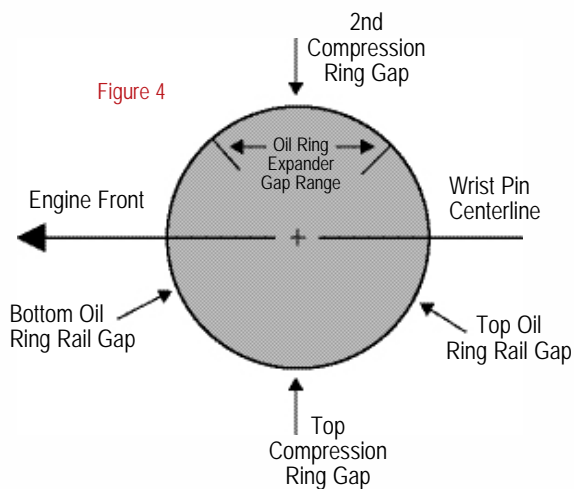 2nd
Compression
Ring Gap
Figure 4
Oil Ring
Expander
Gap Range
Engine Front
Wrist Pin
Centerline
Bottom Oil
Ring Rail Gap
Top Oil
Ring Rail Gap
Top
Compression
Ring Gap